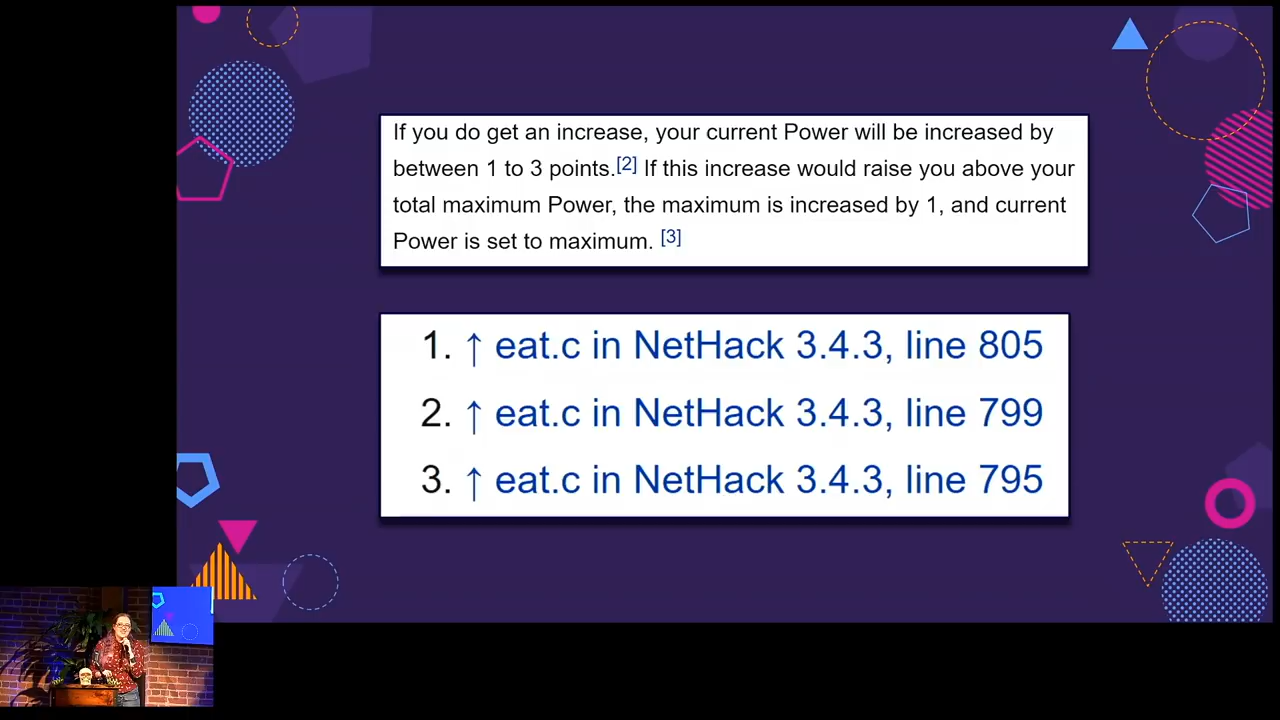 If you do get an increase, your current Power will be increased by
between 1 to 3 points.[2] If this increase would raise you above your
total maximum Power, the maximum is increased by 1, and current
Power is set to maximum. [3]
1. ↑ eat.c in NetHack 3.4.3, line 805
2. ↑ eat.c in NetHack 3.4.3, line 799
3. ↑ eat.c in NetHack 3.4.3, line 795